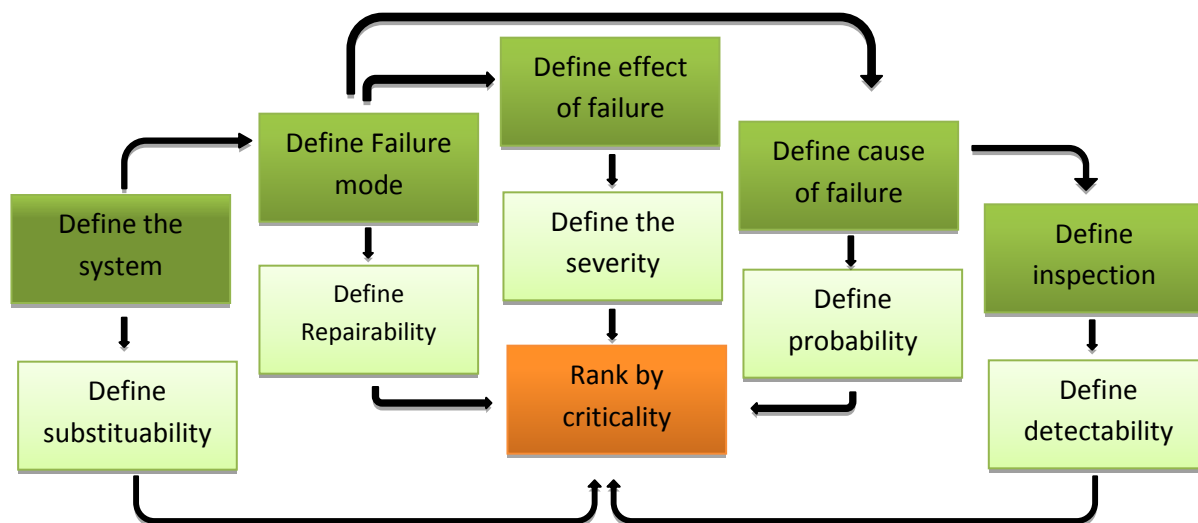 Define effect
of failure
Define Failure
mode
Define cause
of failure
Define the
system
Define the
severity
Define
inspection
Define
Repairability
Define
probability
Define
substituability
Rank by
criticality
Define
detectability